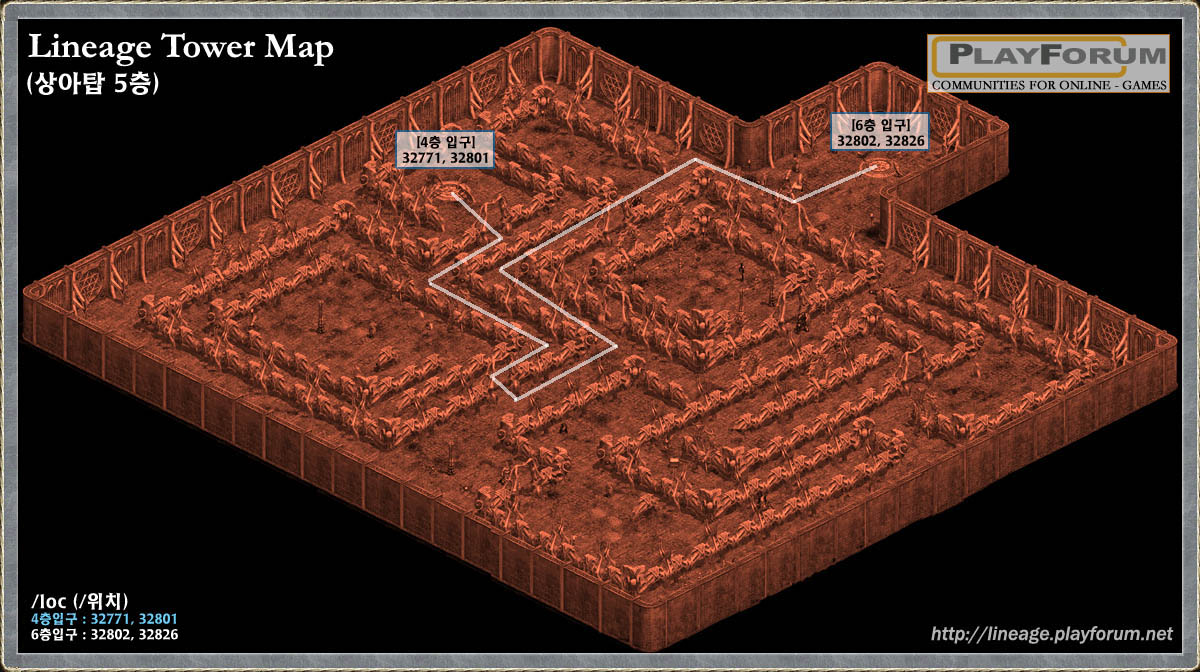 Lineage Tower Map
(상아탑 5층)
PLAYFORUM
COMMUNITIES FOR ONLINE - GAMES
[4층 입구]
32771, 32801
[6층 입구]
32802, 32826
/loc (/위치)
4층입구 : 32771, 32801
6층입구 : 32802, 32826
http://lineage.playforum.net